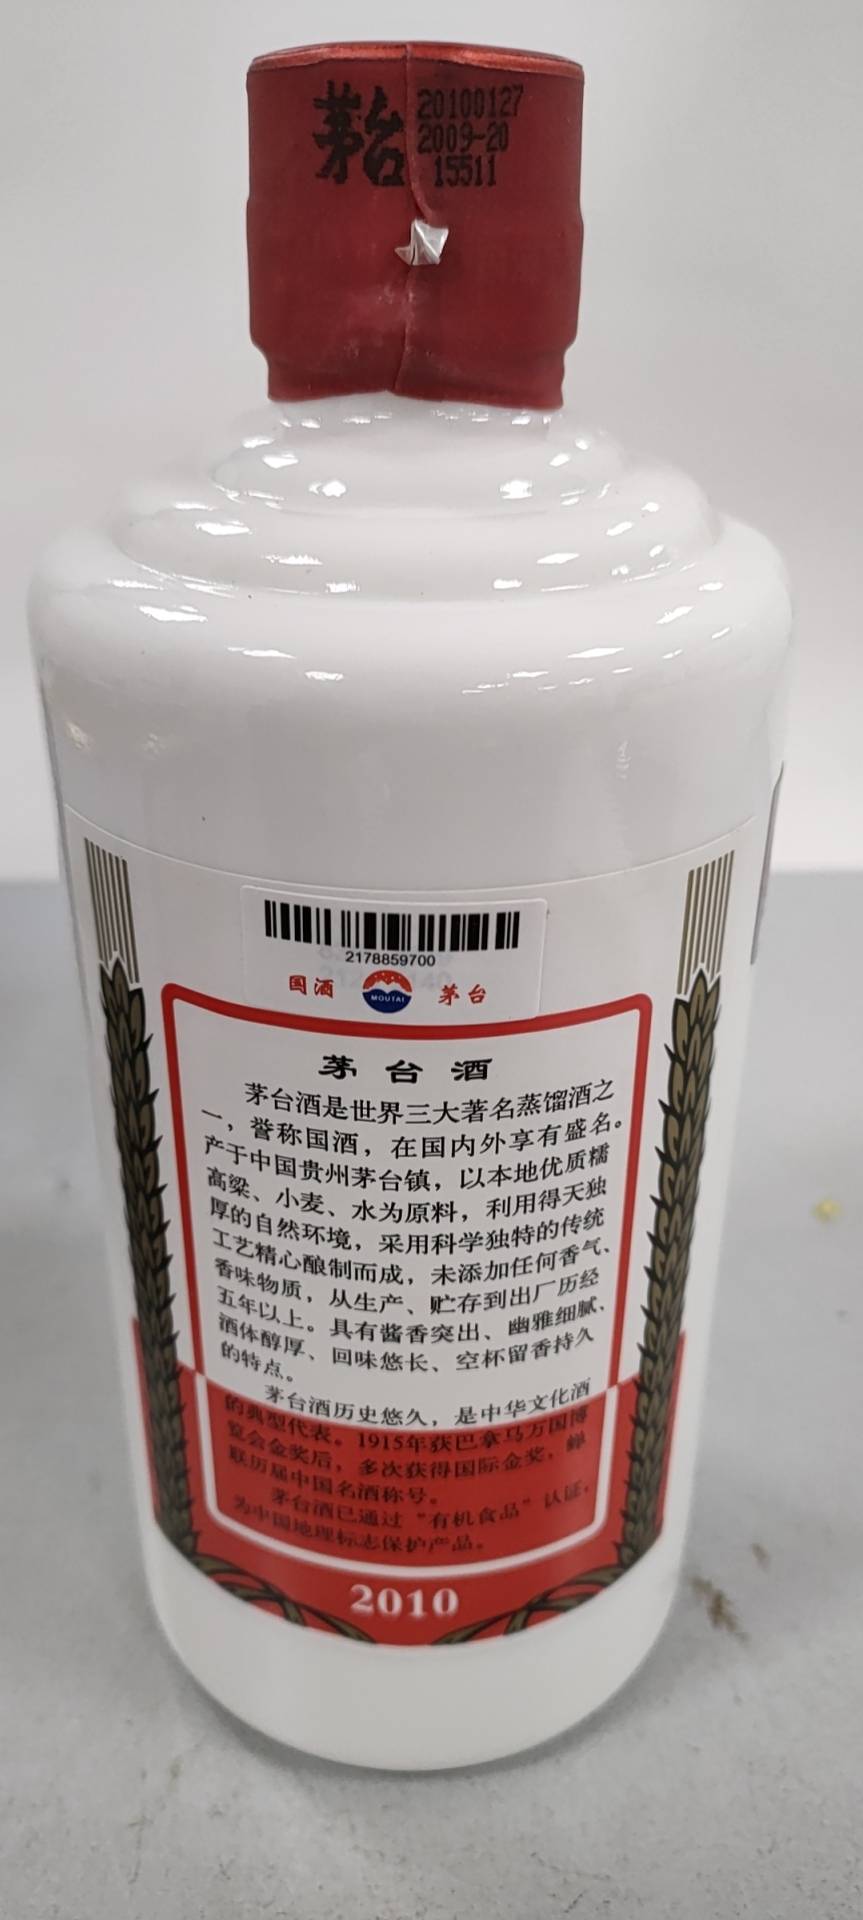 茅台
20100127
2009-20
15511
2178859700
国酒
MOUTAI
茅台
茅台酒
茅台酒是世界三大著名蒸馏酒之
一，誉称国酒，在国内外享有盛名。
产于中国贵州茅台镇，以本地优质糯
高粱、小麦、水为原料，利用得天独
厚的自然环境，采用科学独特的传统
工艺精心酿制而成，未添加任何香气、
香味物质，从生产、贮存到出厂历经
五年以上。具有酱香突出、幽雅细腻、
酒体醇厚、回味悠长、空杯留香持久
的特点。
茅台酒历史悠久，是中华文化酒
的典型代表。1915年获巴拿马万国博
览会金奖后，多次获得国际金奖，蝉
联历届中国名酒称号。
茅台酒已通过“有机食品”认证，
为中国地理标志保护产品。
2010